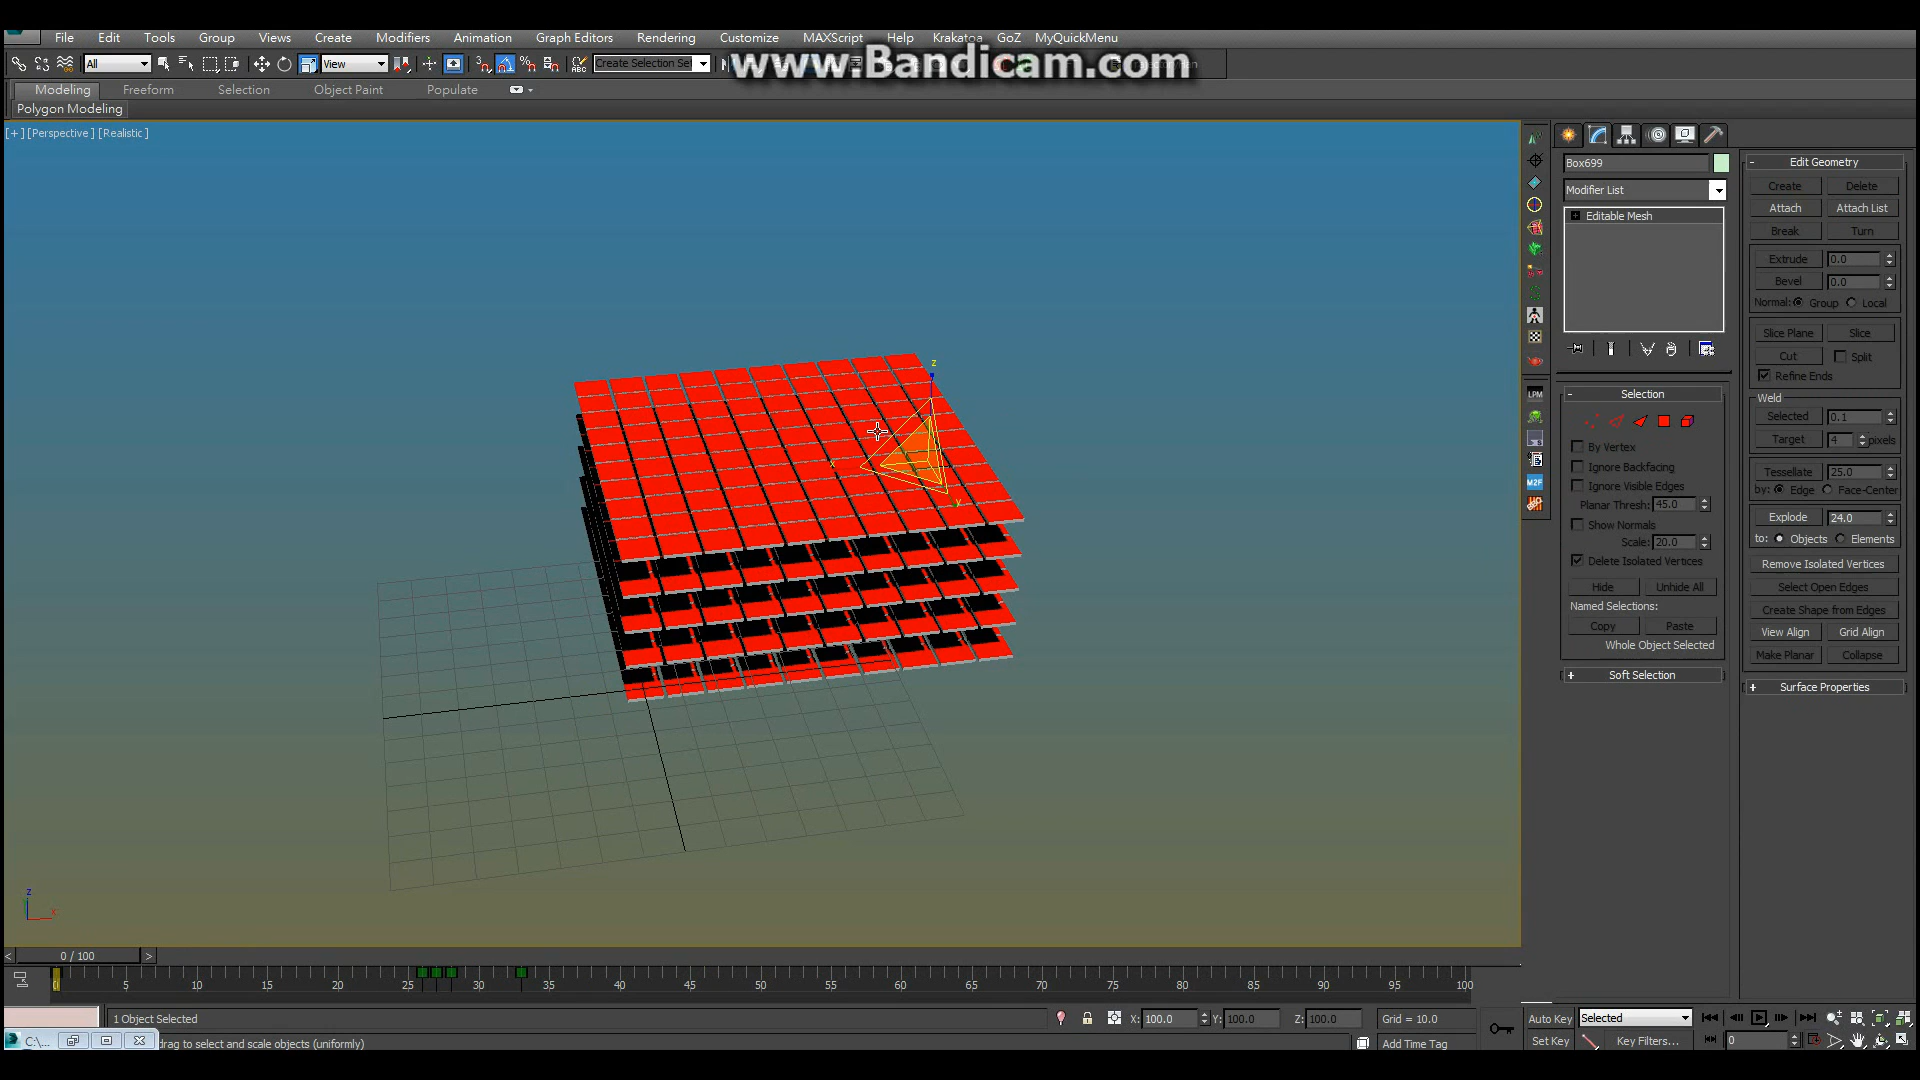 File Edit Tools Group Views Create Modifiers Animation Graph Editors Rendering Customize MAXScript Help Krakatoa GoZ MyQuickMenu
www.Bandicam.com
All View Create Selection Set
Modeling Freeform Selection Object Paint Populate
Polygon Modeling
[+] [Perspective] [Realistic]
Box699
Modifier List
Editable Mesh
- Selection
By Vertex
Ignore Backfacing
Ignore Visible Edges
Planar Thresh: 45.0
Show Normals
Scale: 20.0
Delete Isolated Vertices
Hide Unhide All
Named Selections:
Copy Paste
Whole Object Selected
+ Soft Selection
- Edit Geometry
Create Delete
Attach Attach List
Break Turn
Extrude 0.0
Bevel 0.0
Normal: Group Local
Slice Plane Slice
Cut Split
Refine Ends
Weld
Selected 0.1
Target 4 pixels
Tessellate 25.0
by: Edge Face-Center
Explode 24.0
to: Objects Elements
Remove Isolated Vertices
Select Open Edges
Create Shape from Edges
View Align Grid Align
Make Planar Collapse
+ Surface Properties
LPM
M2F
z
x
y
z
x
< 0 / 100 >
0 5 10 15 20 25 30 35 40 45 50 55 60 65 70 75 80 85 90 95 100
1 Object Selected X: 100.0 Y: 100.0 Z: 100.0 Grid = 10.0 Auto Key Selected
C:\... drag to select and scale objects (uniformly) Add Time Tag Set Key Key Filters... 0